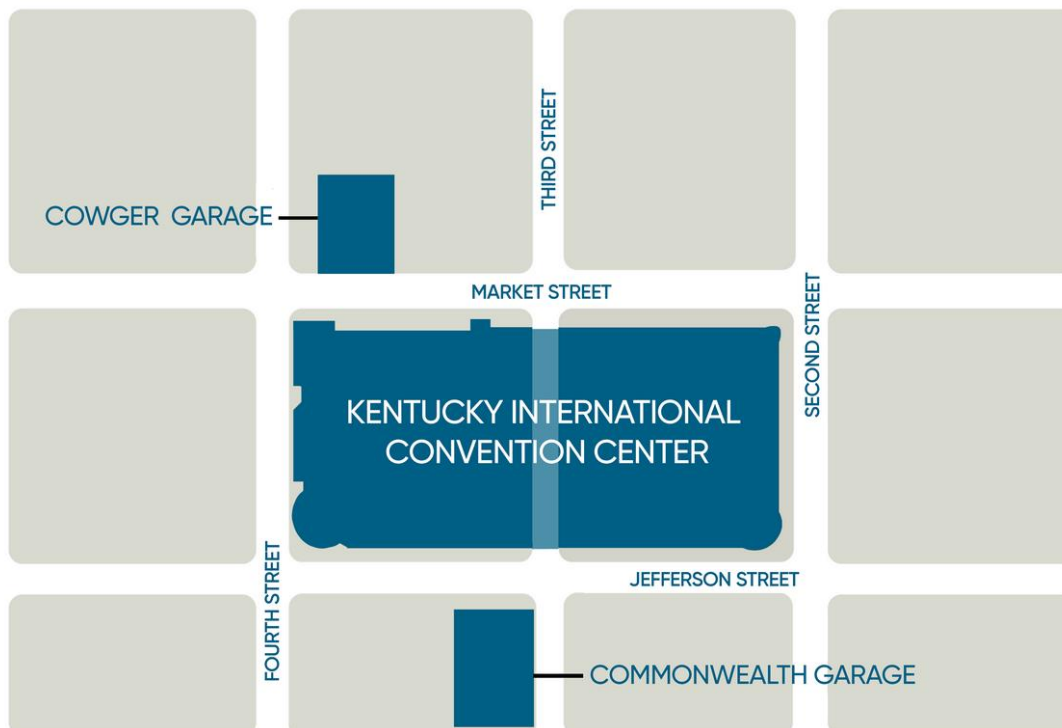 THIRD STREET
COWGER GARAGE
MARKET STREET
SECOND STREET
KENTUCKY INTERNATIONAL
CONVENTION CENTER
FOURTH STREET
JEFFERSON STREET
COMMONWEALTH GARAGE